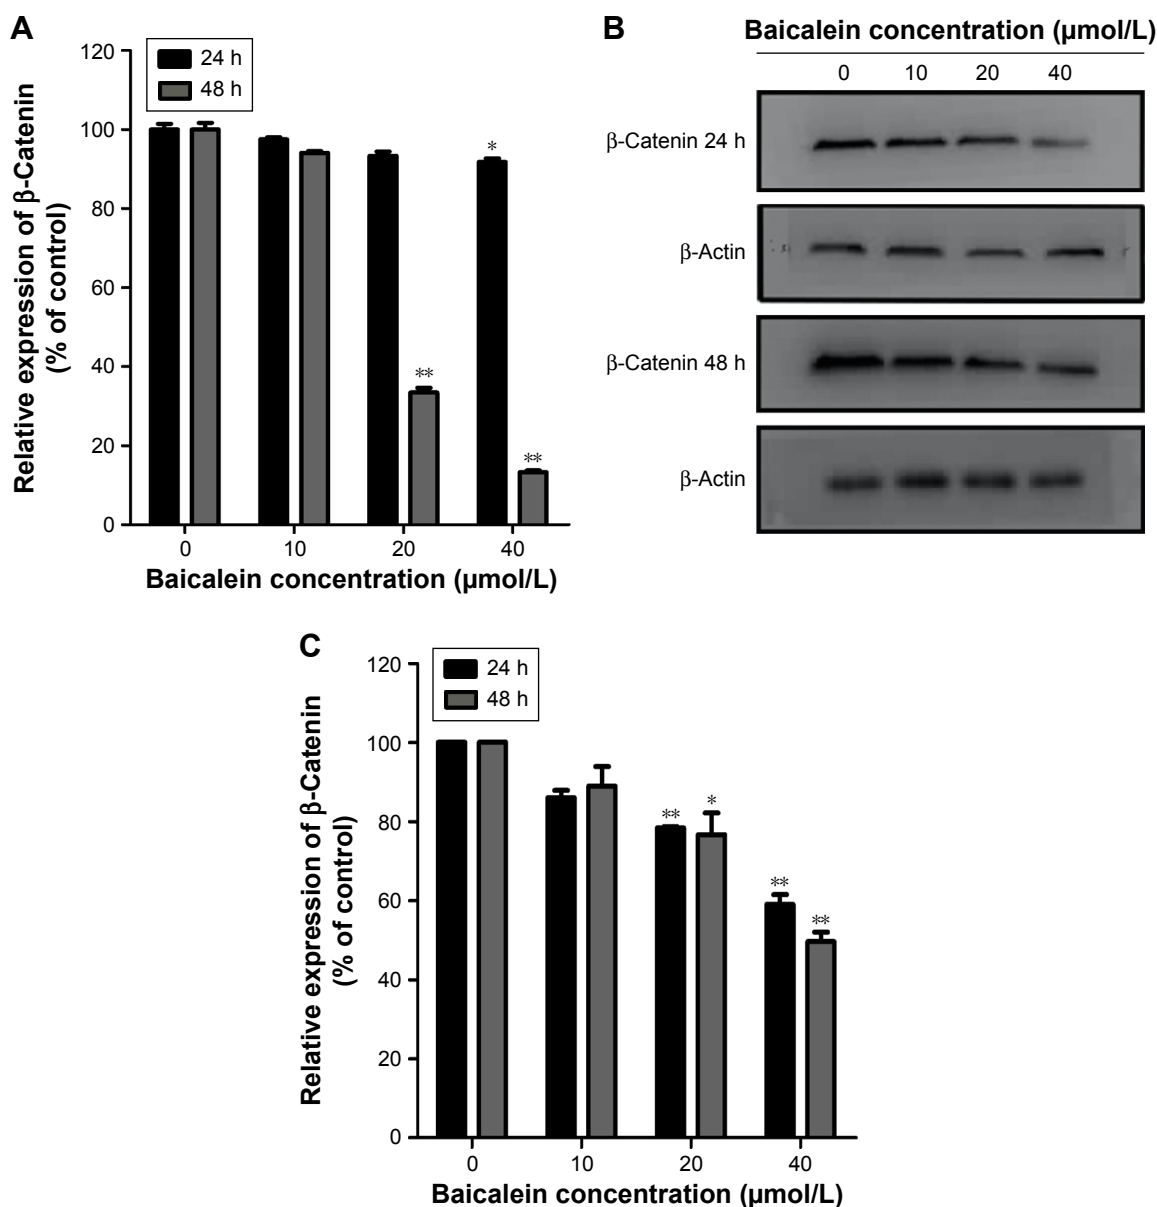 A
120
100
80
60
40
20
0
24 h
48 h
*
**
**
Relative expression of β-Catenin
(% of control)
0 10 20 40
Baicalein concentration (μmol/L)
B
Baicalein concentration (μmol/L)
0 10 20 40
β-Catenin 24 h
β-Actin
β-Catenin 48 h
β-Actin
C
120
100
80
60
40
20
0
24 h
48 h
**
*
**
**
Relative expression of β-Catenin
(% of control)
0 10 20 40
Baicalein concentration (μmol/L)